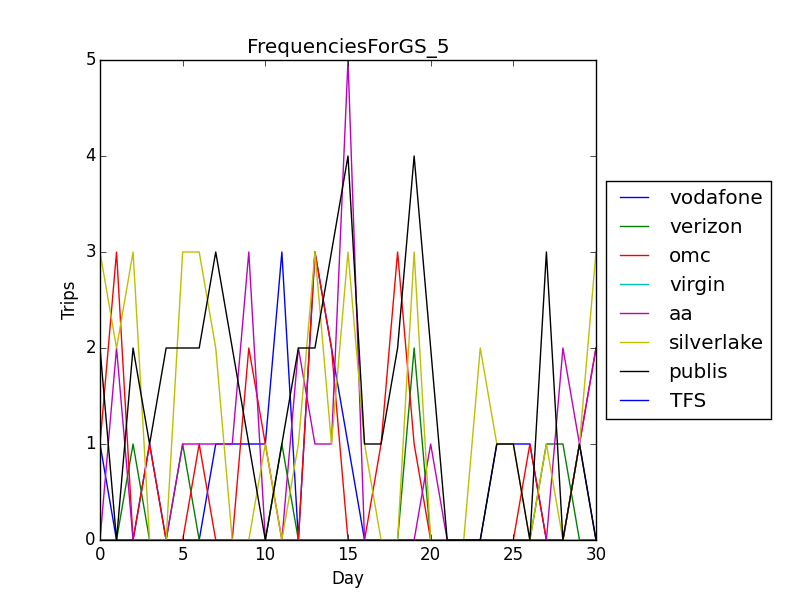 FrequenciesForGS_5
5
4
3
2
1
0
Trips
0 5 10 15 20 25 30
Day
vodafone
verizon
omc
virgin
aa
silverlake
publis
TFS